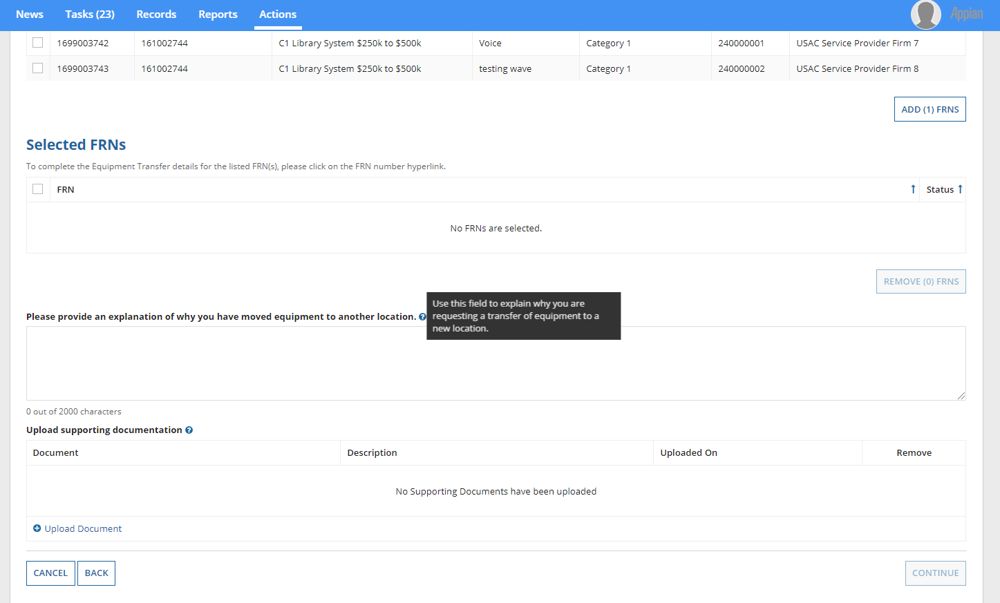 News Tasks (23) Records Reports Actions Appian
1699003742 161002744 C1 Library System $250k to $500k Voice Category 1 240000001 USAC Service Provider Firm 7
1699003743 161002744 C1 Library System $250k to $500k testing wave Category 1 240000002 USAC Service Provider Firm 8
ADD (1) FRNS
Selected FRNs
To complete the Equipment Transfer details for the listed FRN(s), please click on the FRN number hyperlink.
FRN Status
No FRNs are selected.
REMOVE (0) FRNS
Please provide an explanation of why you have moved equipment to another location.
Use this field to explain why you are
requesting a transfer of equipment to a
new location.
0 out of 2000 characters
Upload supporting documentation
Document Description Uploaded On Remove
No Supporting Documents have been uploaded
Upload Document
CANCEL BACK CONTINUE